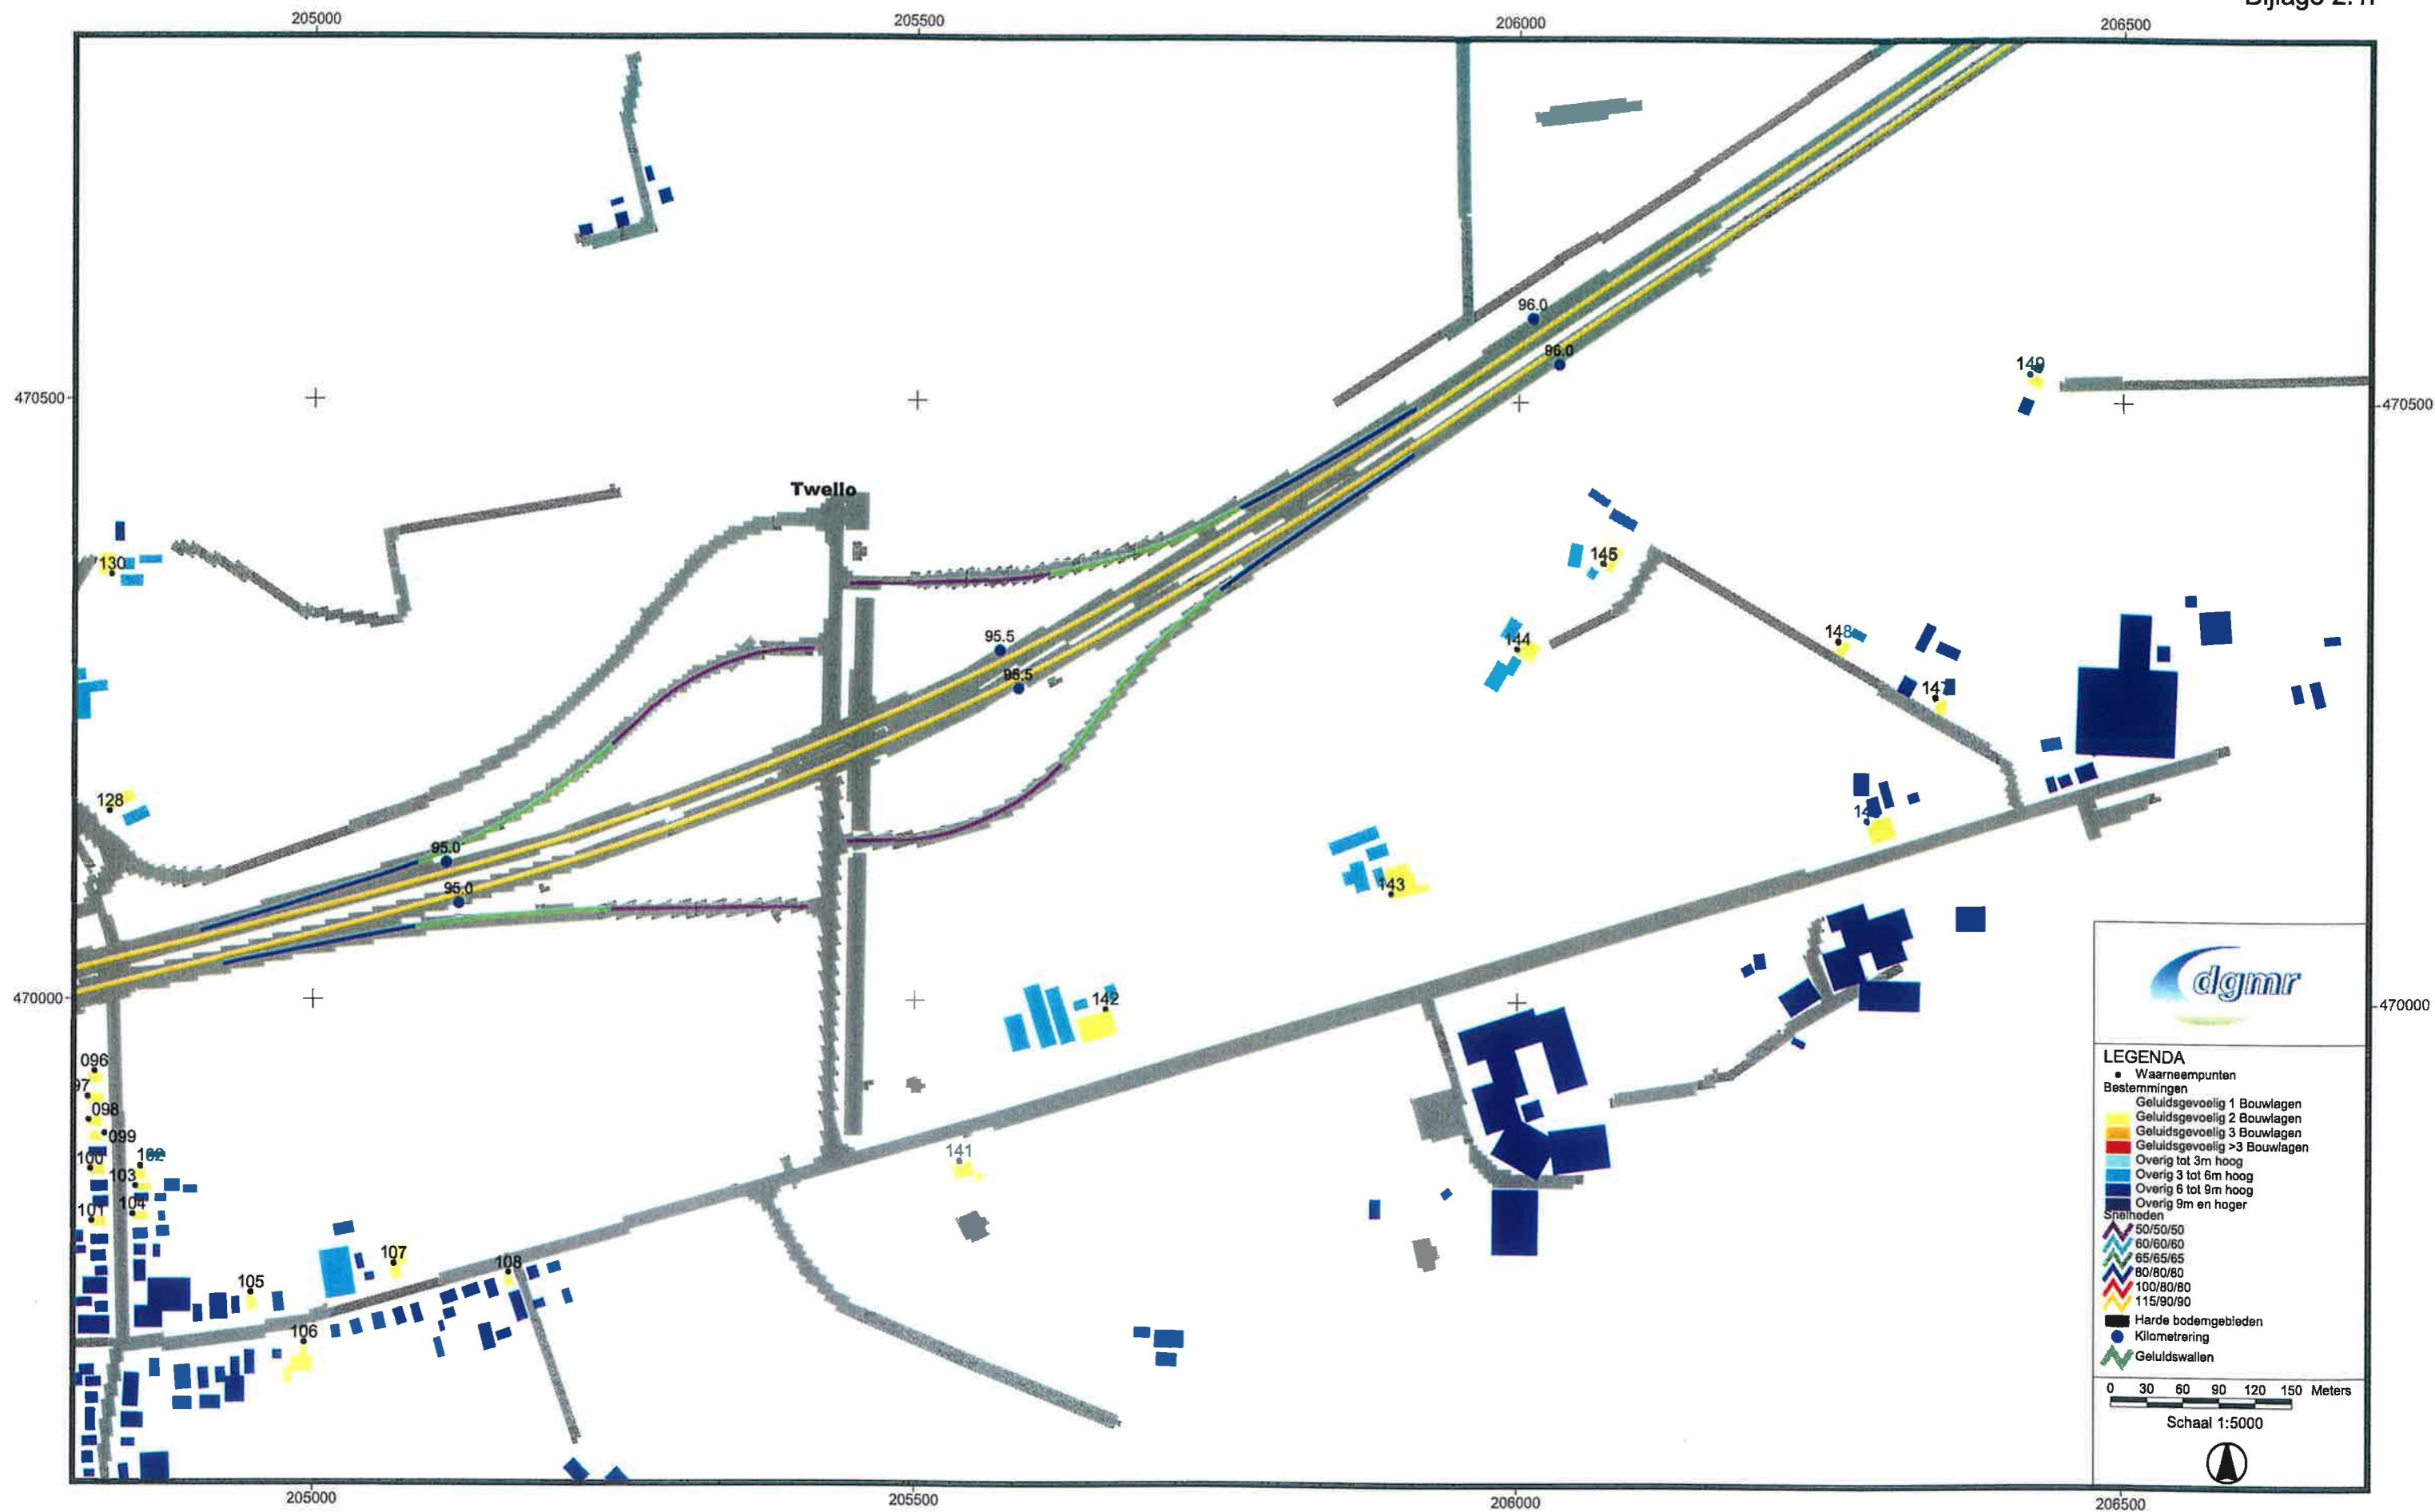 205000
205500
206000
206500
96.0
96.0
149
470500
470500
Twello
130
145
95.5
144
148
95.5
147
128
95.0
143
95.0
dgmr
142
470000
470000
096
098
099
100
103
104
101
141
107
105
108
106
LEGENDA
Waarneempunten
Bestemmingen
Geluidsgevoelig 1 Bouwlagen
Geluidsgevoelig 2 Bouwlagen
Geluidsgevoelig 3 Bouwlagen
Geluidsgevoelig >3 Bouwlagen
Overig tot 3m hoog
Overig 3 tot 6m hoog
Overig 6 tot 9m hoog
Overig 9m en hoger
Snelheden
50/50/50
60/60/60
65/65/65
80/80/80
100/80/80
115/90/90
Harde bodemgebieden
Kilometrering
Geluidswallen
0 30 60 90 120 150 Meters
Schaal 1:5000
205000
205500
206000
206500